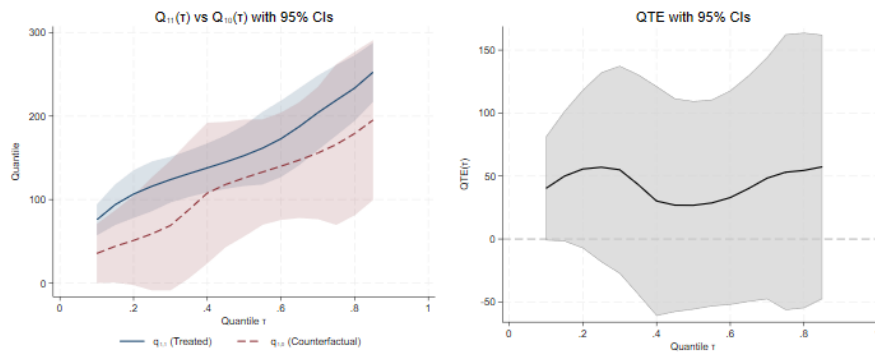 Q₁₁(τ) vs Q₁₀(τ) with 95% CIs
Quantile
300
200
100
0
0
.2
.4
.6
.8
1
Quantile τ
q₁,₁ (Treated)
q₁,₀ (Counterfactual)
QTE with 95% CIs
QTE(τ)
150
100
50
0
-50
0
.2
.4
.6
.8
1
Quantile τ